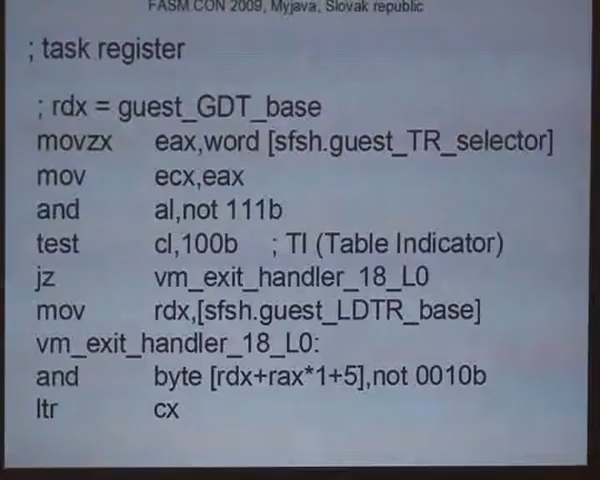 FASM CON 2009, Myjava, Slovak republic
; task register
; rdx = guest_GDT_base
movzx eax,word [sfsh.guest_TR_selector]
mov ecx,eax
and al,not 111b
test cl,100b ; TI (Table Indicator)
jz vm_exit_handler_18_L0
mov rdx,[sfsh.guest_LDTR_base]
vm_exit_handler_18_L0:
and byte [rdx+rax*1+5],not 0010b
ltr cx